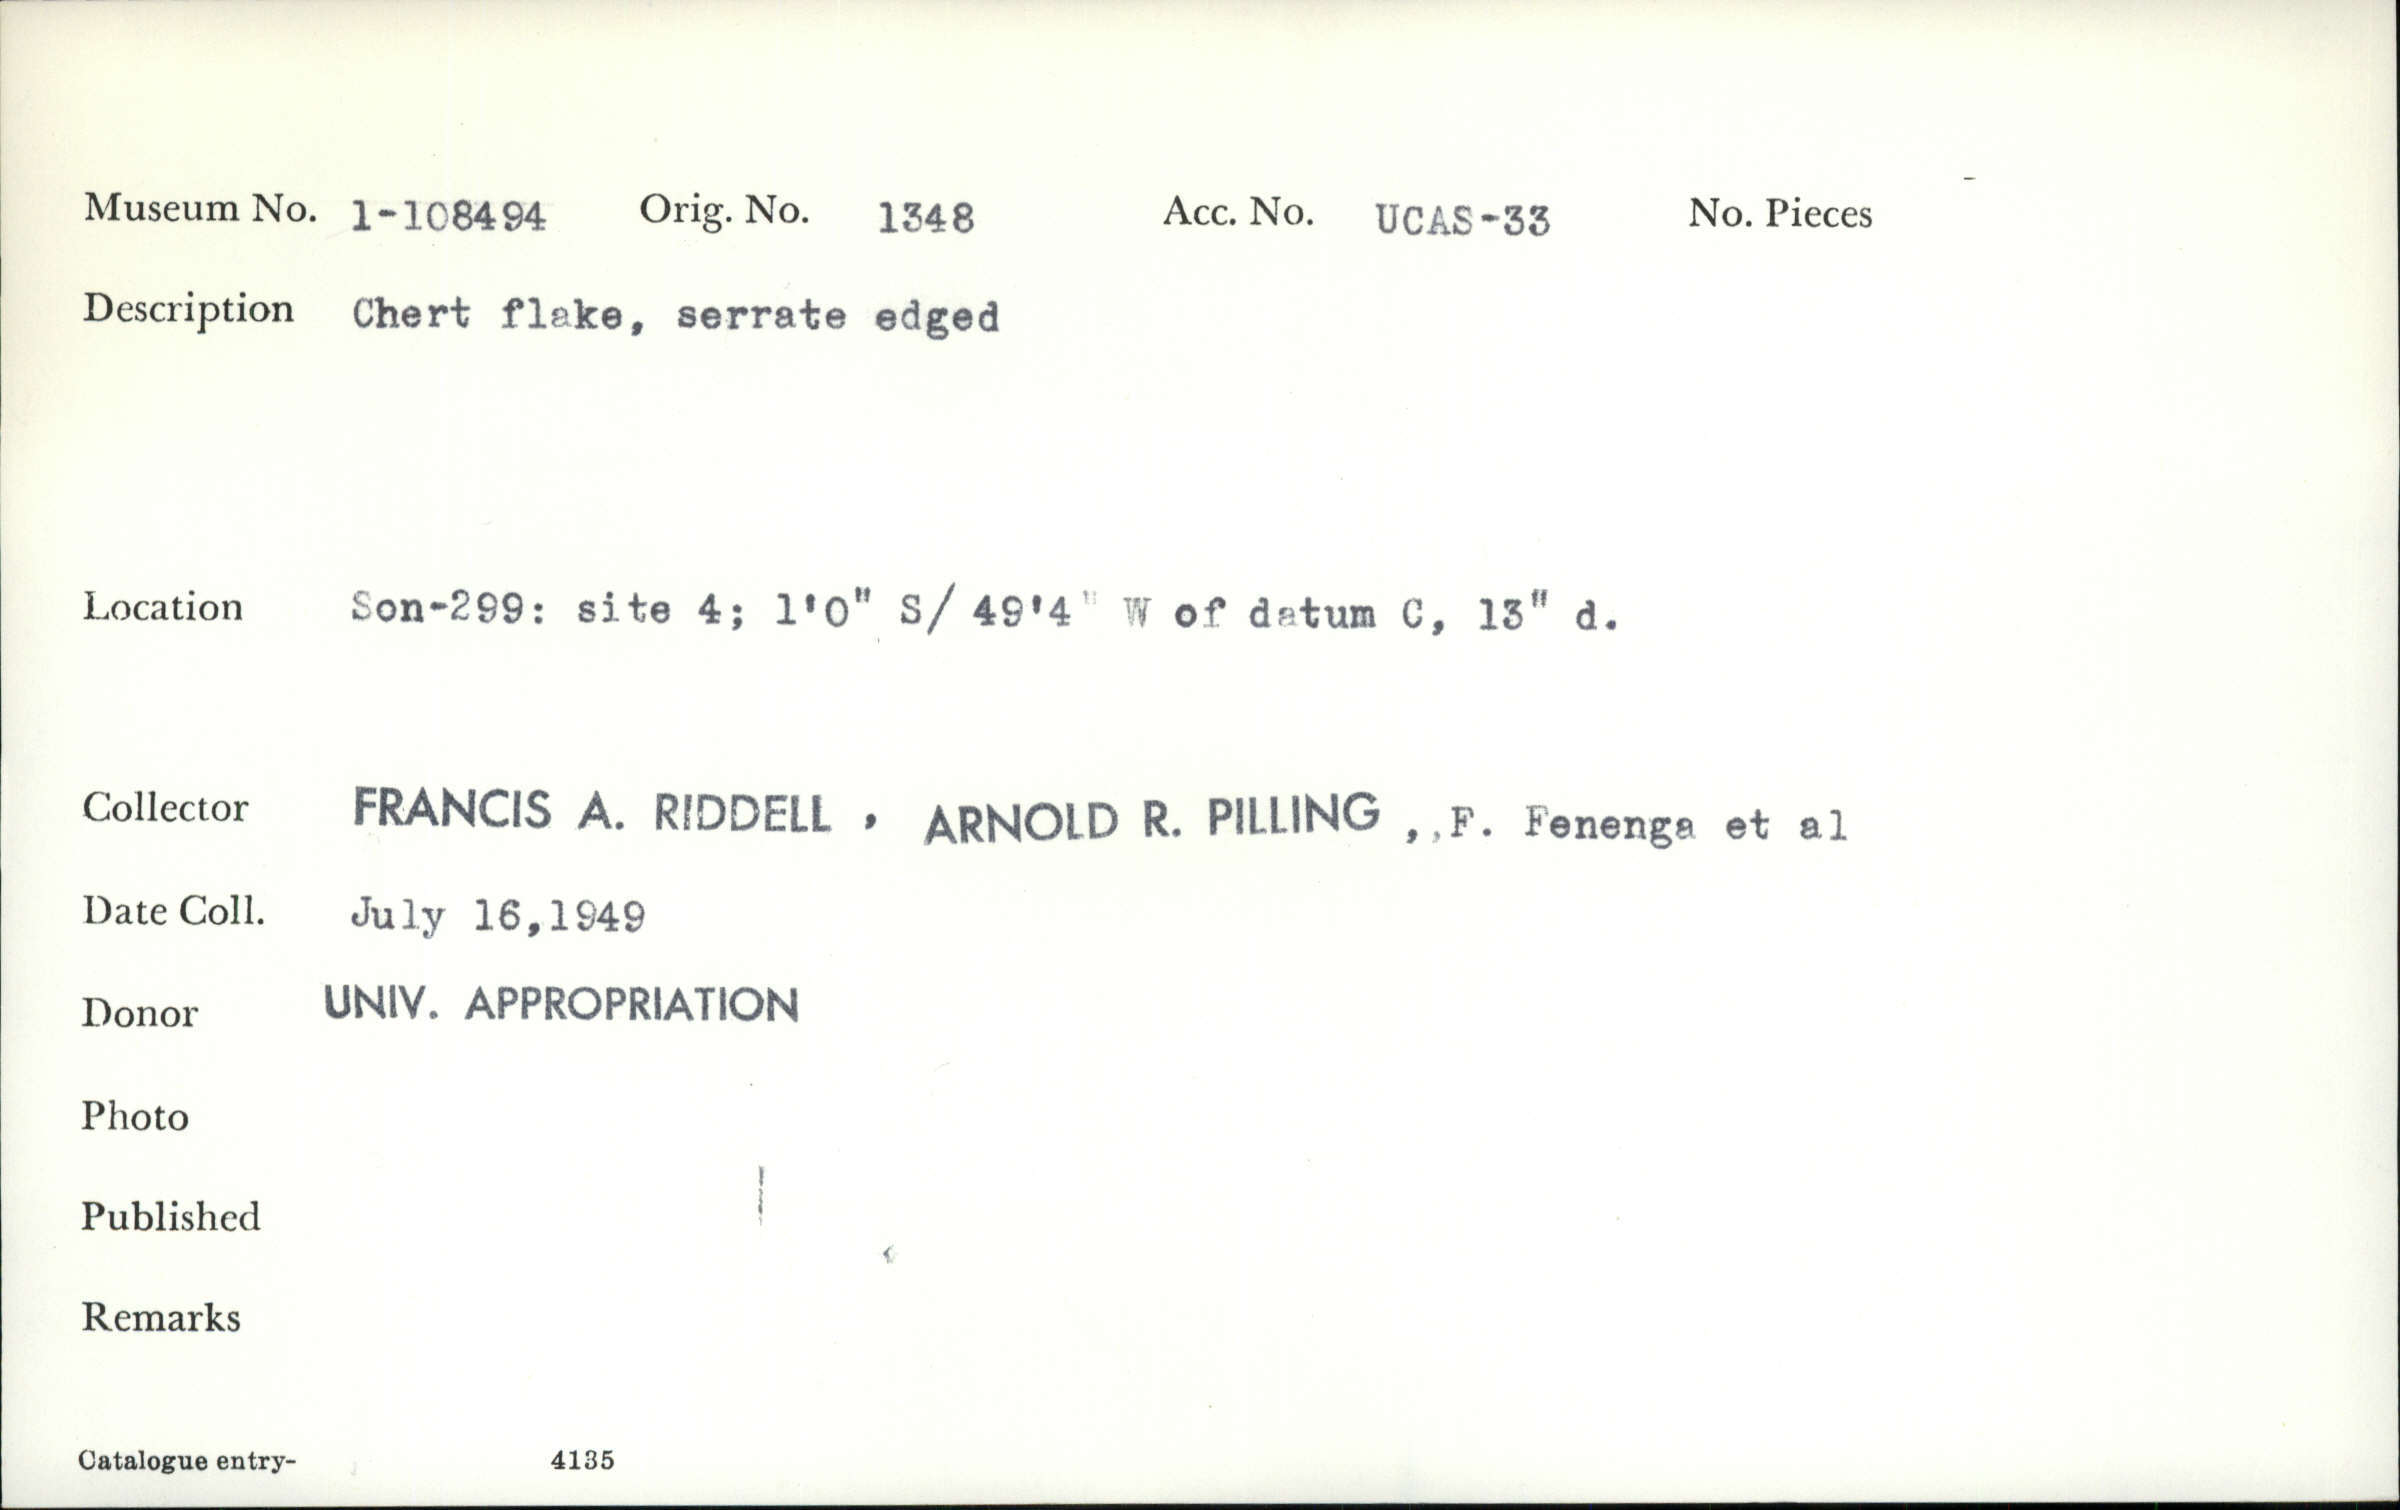 Museum No. 1-108494 Orig. No. 1348 Acc. No. UCAS-33 No. Pieces
Description Chert flake, serrate edged
Location Son-299: site 4; 1'0" S/ 49'4" W of datum C, 13" d.
Collector FRANCIS A. RIDDELL , ARNOLD R. PILLING ,,F. Fenenga et al
Date Coll. July 16,1949
Donor UNIV. APPROPRIATION
Photo
Published
Remarks
Catalogue entry- 4135